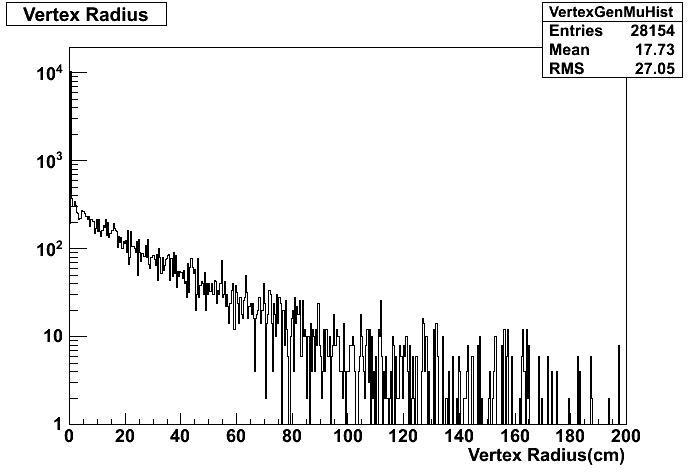 Vertex Radius
VertexGenMuHist
Entries 28154
Mean 17.73
RMS 27.05
10^4
10^3
10^2
10
1
0 20 40 60 80 100 120 140 160 180 200
Vertex Radius(cm)